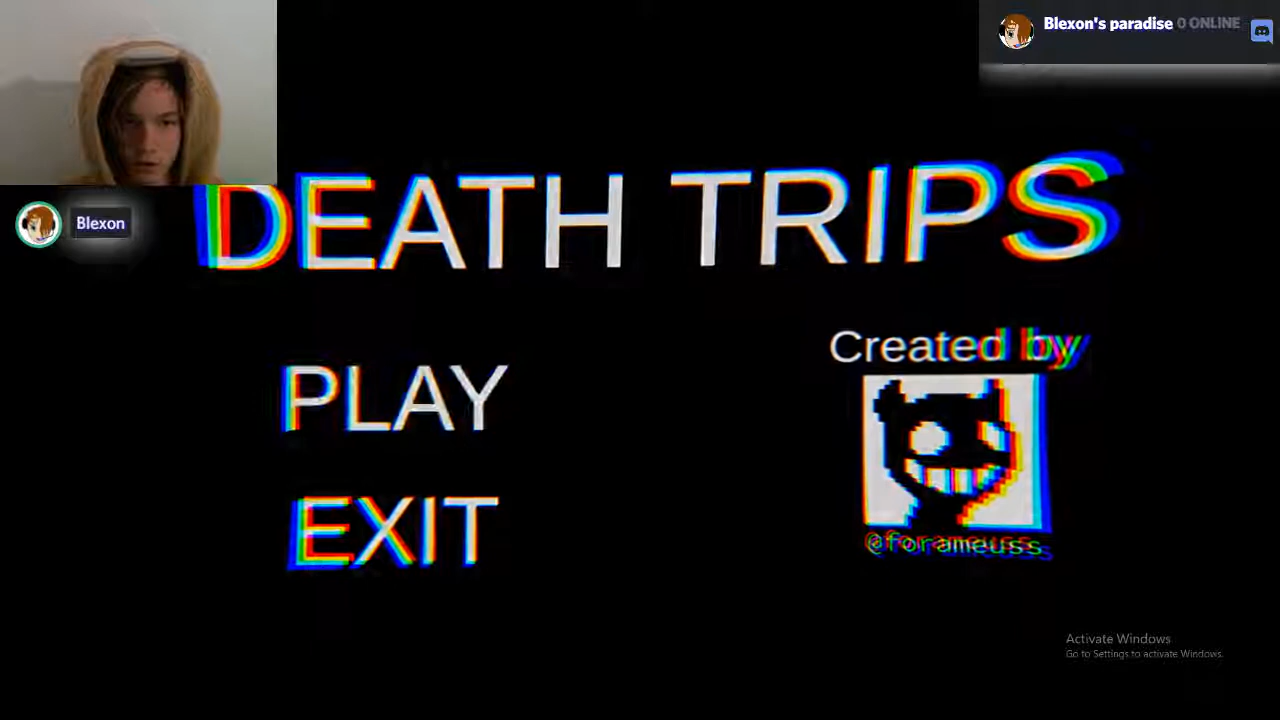 Blexon's paradise 0 ONLINE
Blexon
DEATH TRIPS
PLAY
EXIT
Created by
@forameuss
Activate Windows
Go to Settings to activate Windows.